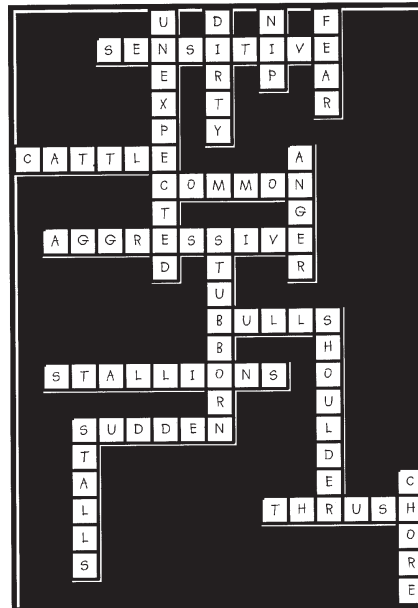 UNEXPECTED
DIRTY
NIP
FEAR
SENSITIVE
CATTLE
ANGER
COMMON
AGGRESSIVE
STUBBORN
BULLS
SHOULDER
STALLIONS
SUDDEN
STALLS
THRUSH
CHORE